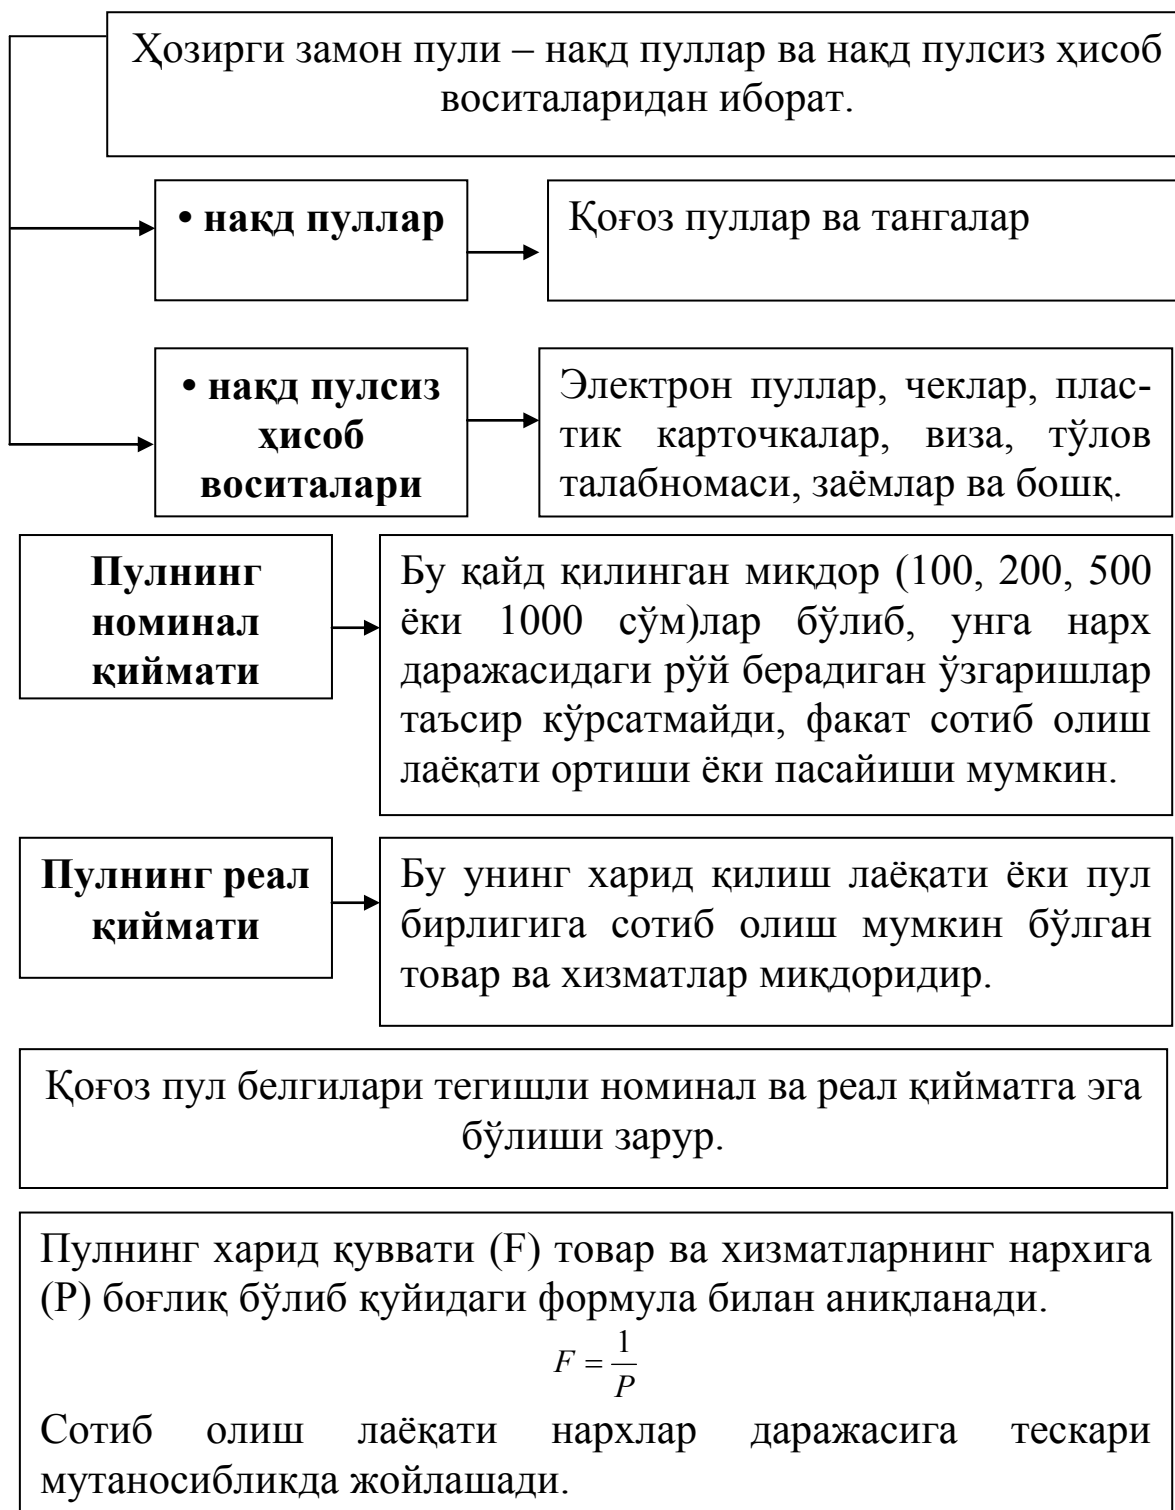 Ҳозирги замон пули – нақд пуллар ва нақд пулсиз ҳисоб
воситаларидан иборат.
• нақд пуллар
Қоғоз пуллар ва тангалар
• нақд пулсиз
ҳисоб
воситалари
Электрон пуллар, чеклар, плас-
тик карточкалар, виза, тўлов
талабномаси, заёмлар ва бошқ.
Пулнинг
номинал
қиймати
Бу қайд қилинган миқдор (100, 200, 500
ёки 1000 сўм)лар бўлиб, унга нарх
даражасидаги рўй берадиган ўзгаришлар
таъсир кўрсатмайди, факат сотиб олиш
лаёқати ортиши ёки пасайиши мумкин.
Пулнинг реал
қиймати
Бу унинг харид қилиш лаёқати ёки пул
бирлигига сотиб олиш мумкин бўлган
товар ва хизматлар миқдоридир.
Қоғоз пул белгилари тегишли номинал ва реал қийматга эга
бўлиши зарур.
Пулнинг харид қуввати (F) товар ва хизматларнинг нархига
(P) боғлиқ бўлиб қуйидаги формула билан аниқланади.
F = 1/P
Сотиб олиш лаёқати нархлар даражасига тескари
мутаносибликда жойлашади.